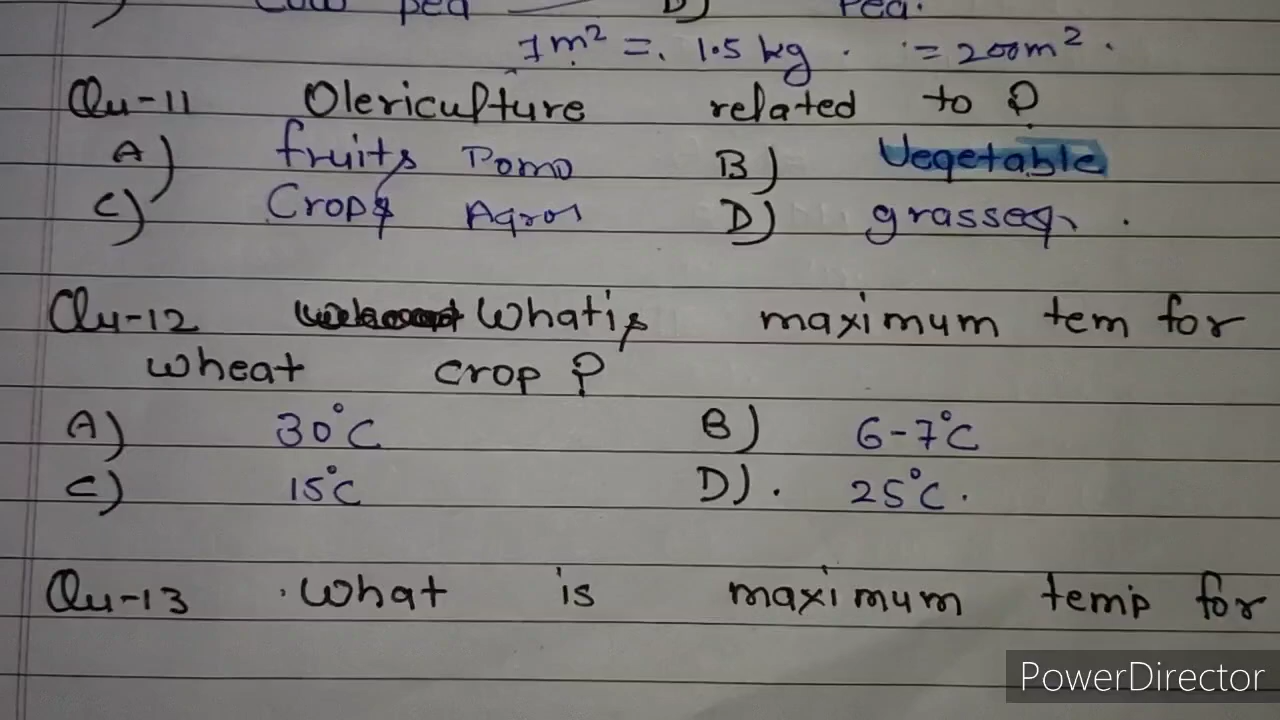 pea D) Pea.
1m² =. 1.5 kg . = 200m² .
Qu-11 Olericulture related to ?
A) fruits Pomo B) Vegetable
C) Crops Agros D) grasses .
Qu-12 What is maximum tem for
wheat crop ?
A) 30°C B) 6-7°C
C) 15°C D). 25°C.
Qu-13 .What is maximum temp for
PowerDirector